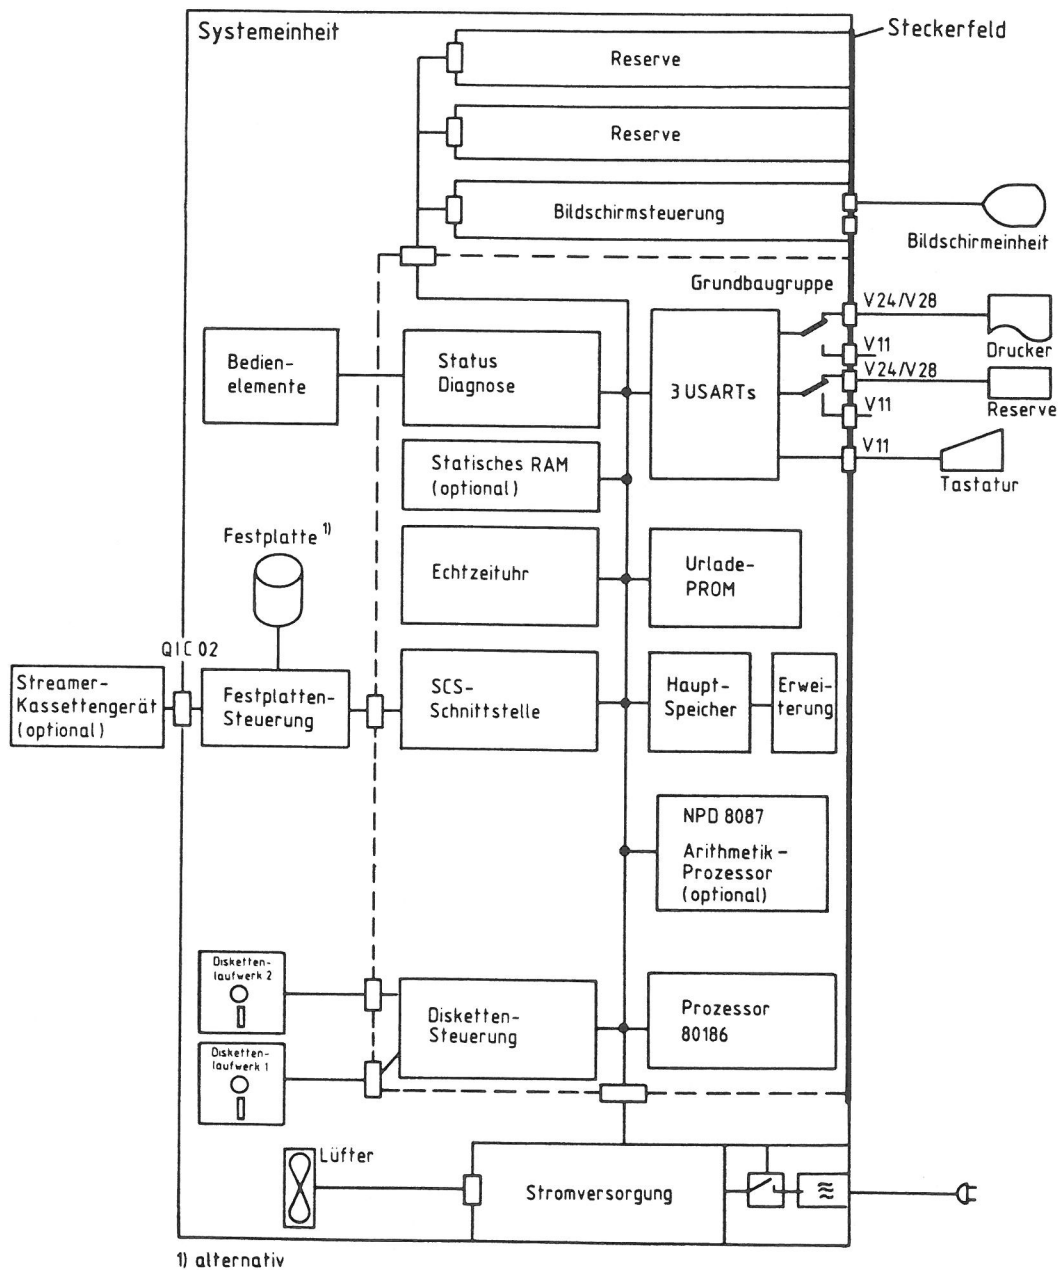 Systemeinheit
Steckerfeld
Reserve
Reserve
Bildschirmsteuerung
Bildschirmeinheit
Grundbaugruppe
V24/V28
Drucker
V11
V24/V28
Reserve
V11
V11
Tastatur
Bedien-
elemente
Status
Diagnose
3 USARTs
Statisches RAM
(optional)
Festplatte 1)
Echtzeituhr
Urlade-
PROM
QIC 02
Streamer-
Kassettengerät
(optional)
Festplatten-
Steuerung
SCS-
Schnittstelle
Haupt-
Speicher
Erwei-
terung
NPD 8087
Arithmetik-
Prozessor
(optional)
Disketten-
laufwerk 2
Disketten-
laufwerk 1
Disketten-
Steuerung
Prozessor
80186
Lüfter
Stromversorgung
1) alternativ